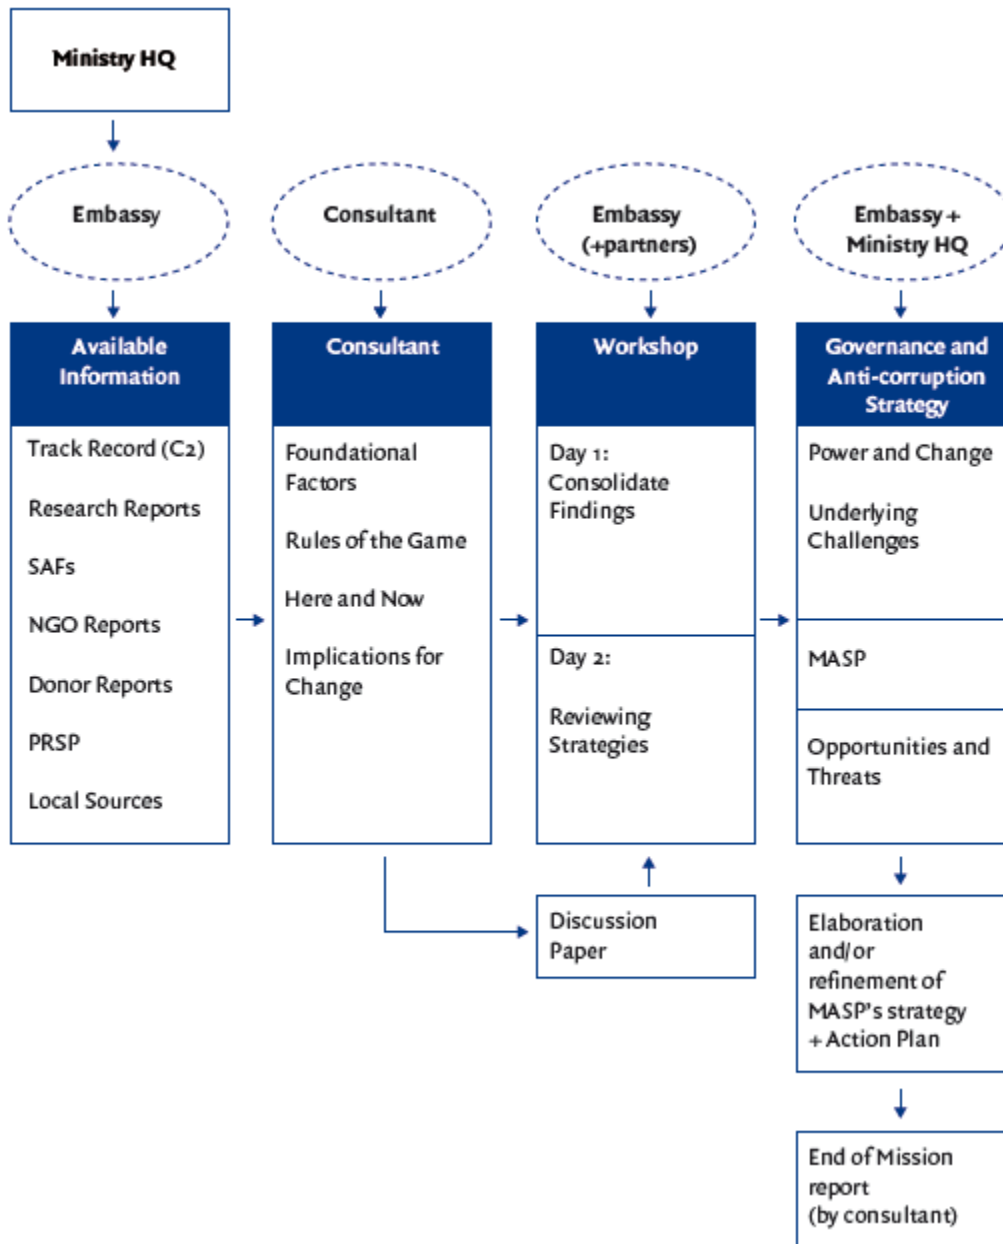 Ministry HQ
Embassy
Consultant
Embassy
(+partners)
Embassy +
Ministry HQ
Available
Information
Track Record (C2)
Research Reports
SAFs
NGO Reports
Donor Reports
PRSP
Local Sources
Consultant
Foundational
Factors
Rules of the Game
Here and Now
Implications for
Change
Workshop
Day 1:
Consolidate
Findings
Day 2:
Reviewing
Strategies
Discussion
Paper
Governance and
Anti-corruption
Strategy
Power and Change
Underlying
Challenges
MASP
Opportunities and
Threats
Elaboration
and/or
refinement of
MASP's strategy
+ Action Plan
End of Mission
report
(by consultant)